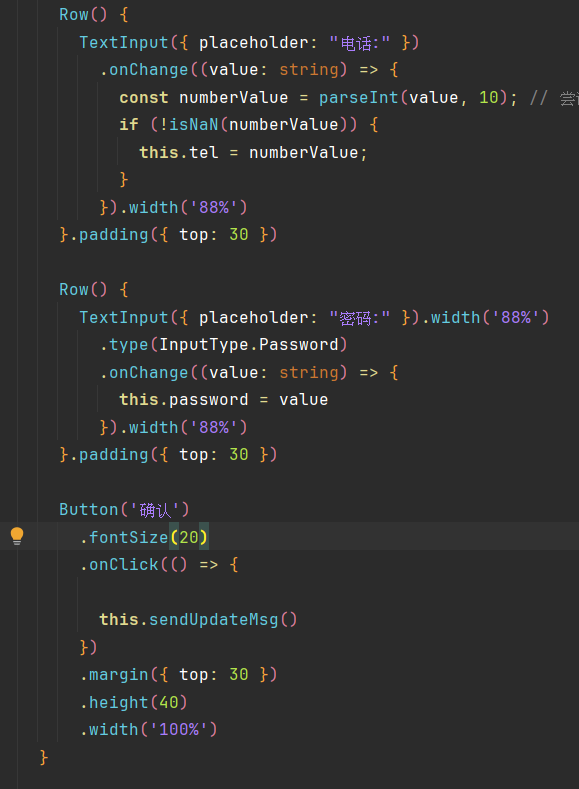 Row() {
TextInput({ placeholder: "电话:" })
.onChange((value: string) => {
const numberValue = parseInt(value, 10); // 尝
if (!isNaN(numberValue)) {
this.tel = numberValue;
}
}).width('88%')
}.padding({ top: 30 })
Row() {
TextInput({ placeholder: "密码:" }).width('88%')
.type(InputType.Password)
.onChange((value: string) => {
this.password = value
}).width('88%')
}.padding({ top: 30 })
Button('确认')
.fontSize(20)
.onClick(() => {
this.sendUpdateMsg()
})
.margin({ top: 30 })
.height(40)
.width('100%')
}